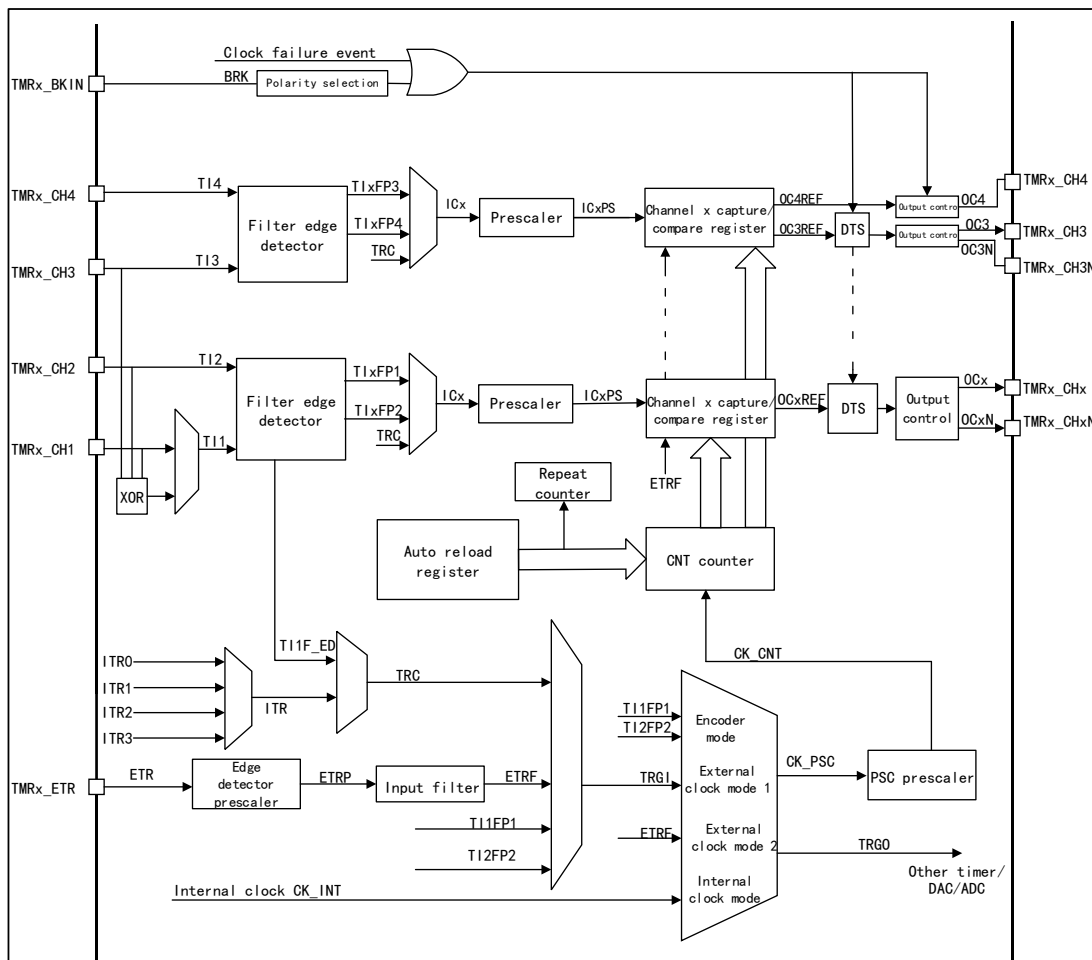 Clock failure event
BRK
Polarity selection
TMRx_BKIN
TMRx_CH4
TI4
TIxFP3
ICx
ICxPS
Filter edge
detector
TIxFP4
Prescaler
Channel x capture/
compare register
OC4REF
Output contro
OC4
TMRx_CH4
TRC
OC3REF
DTS
Output contro
OC3
TMRx_CH3
TMRx_CH3
TI3
OC3N
TMRx_CH3N
TMRx_CH2
TI2
TIxFP1
ICx
ICxPS
Filter edge
detector
TIxFP2
Prescaler
Channel x capture/
compare register
OCxREF
DTS
Output
control
OCx
TMRx_CHx
TRC
OCxN
TMRx_CHxN
TMRx_CH1
TI1
XOR
ETRF
Repeat
counter
Auto reload
register
CNT counter
TI1F_ED
CK_CNT
ITR0
ITR1
ITR2
ITR3
ITR
TRC
TI1FP1
TI2FP2
Encoder
mode
TMRx_ETR
ETR
Edge
detector
prescaler
ETRP
Input filter
ETRF
TRGI
External
clock mode 1
CK_PSC
PSC prescaler
TI1FP1
TI2FP2
ETRF
External
clock mode 2
TRGO
Other timer/
DAC/ADC
Internal clock CK_INT
Internal
clock mode